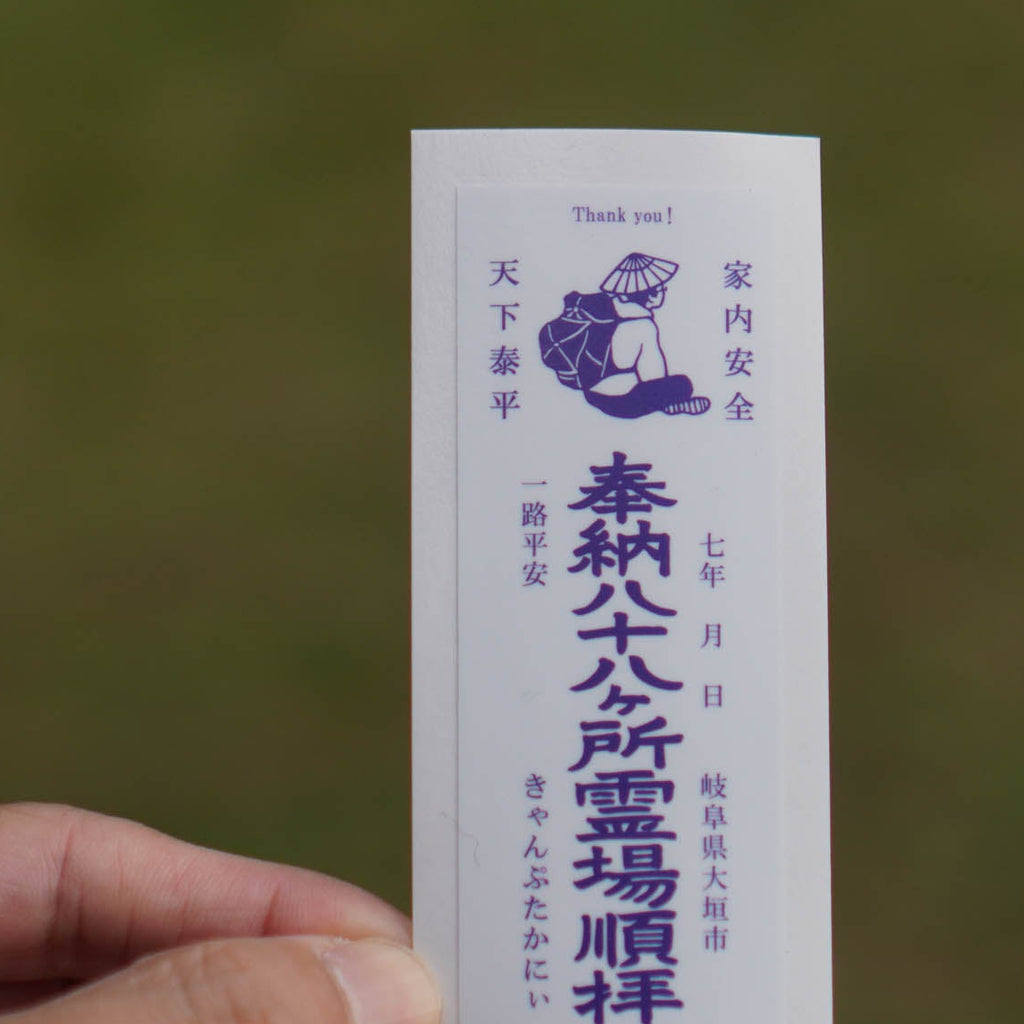 Thank you!
家内安全
天下泰平
七年 月 日 岐阜県大垣市
奉納八十八ヶ所霊場順拝
一路平安 きゃんぷたかにぃ